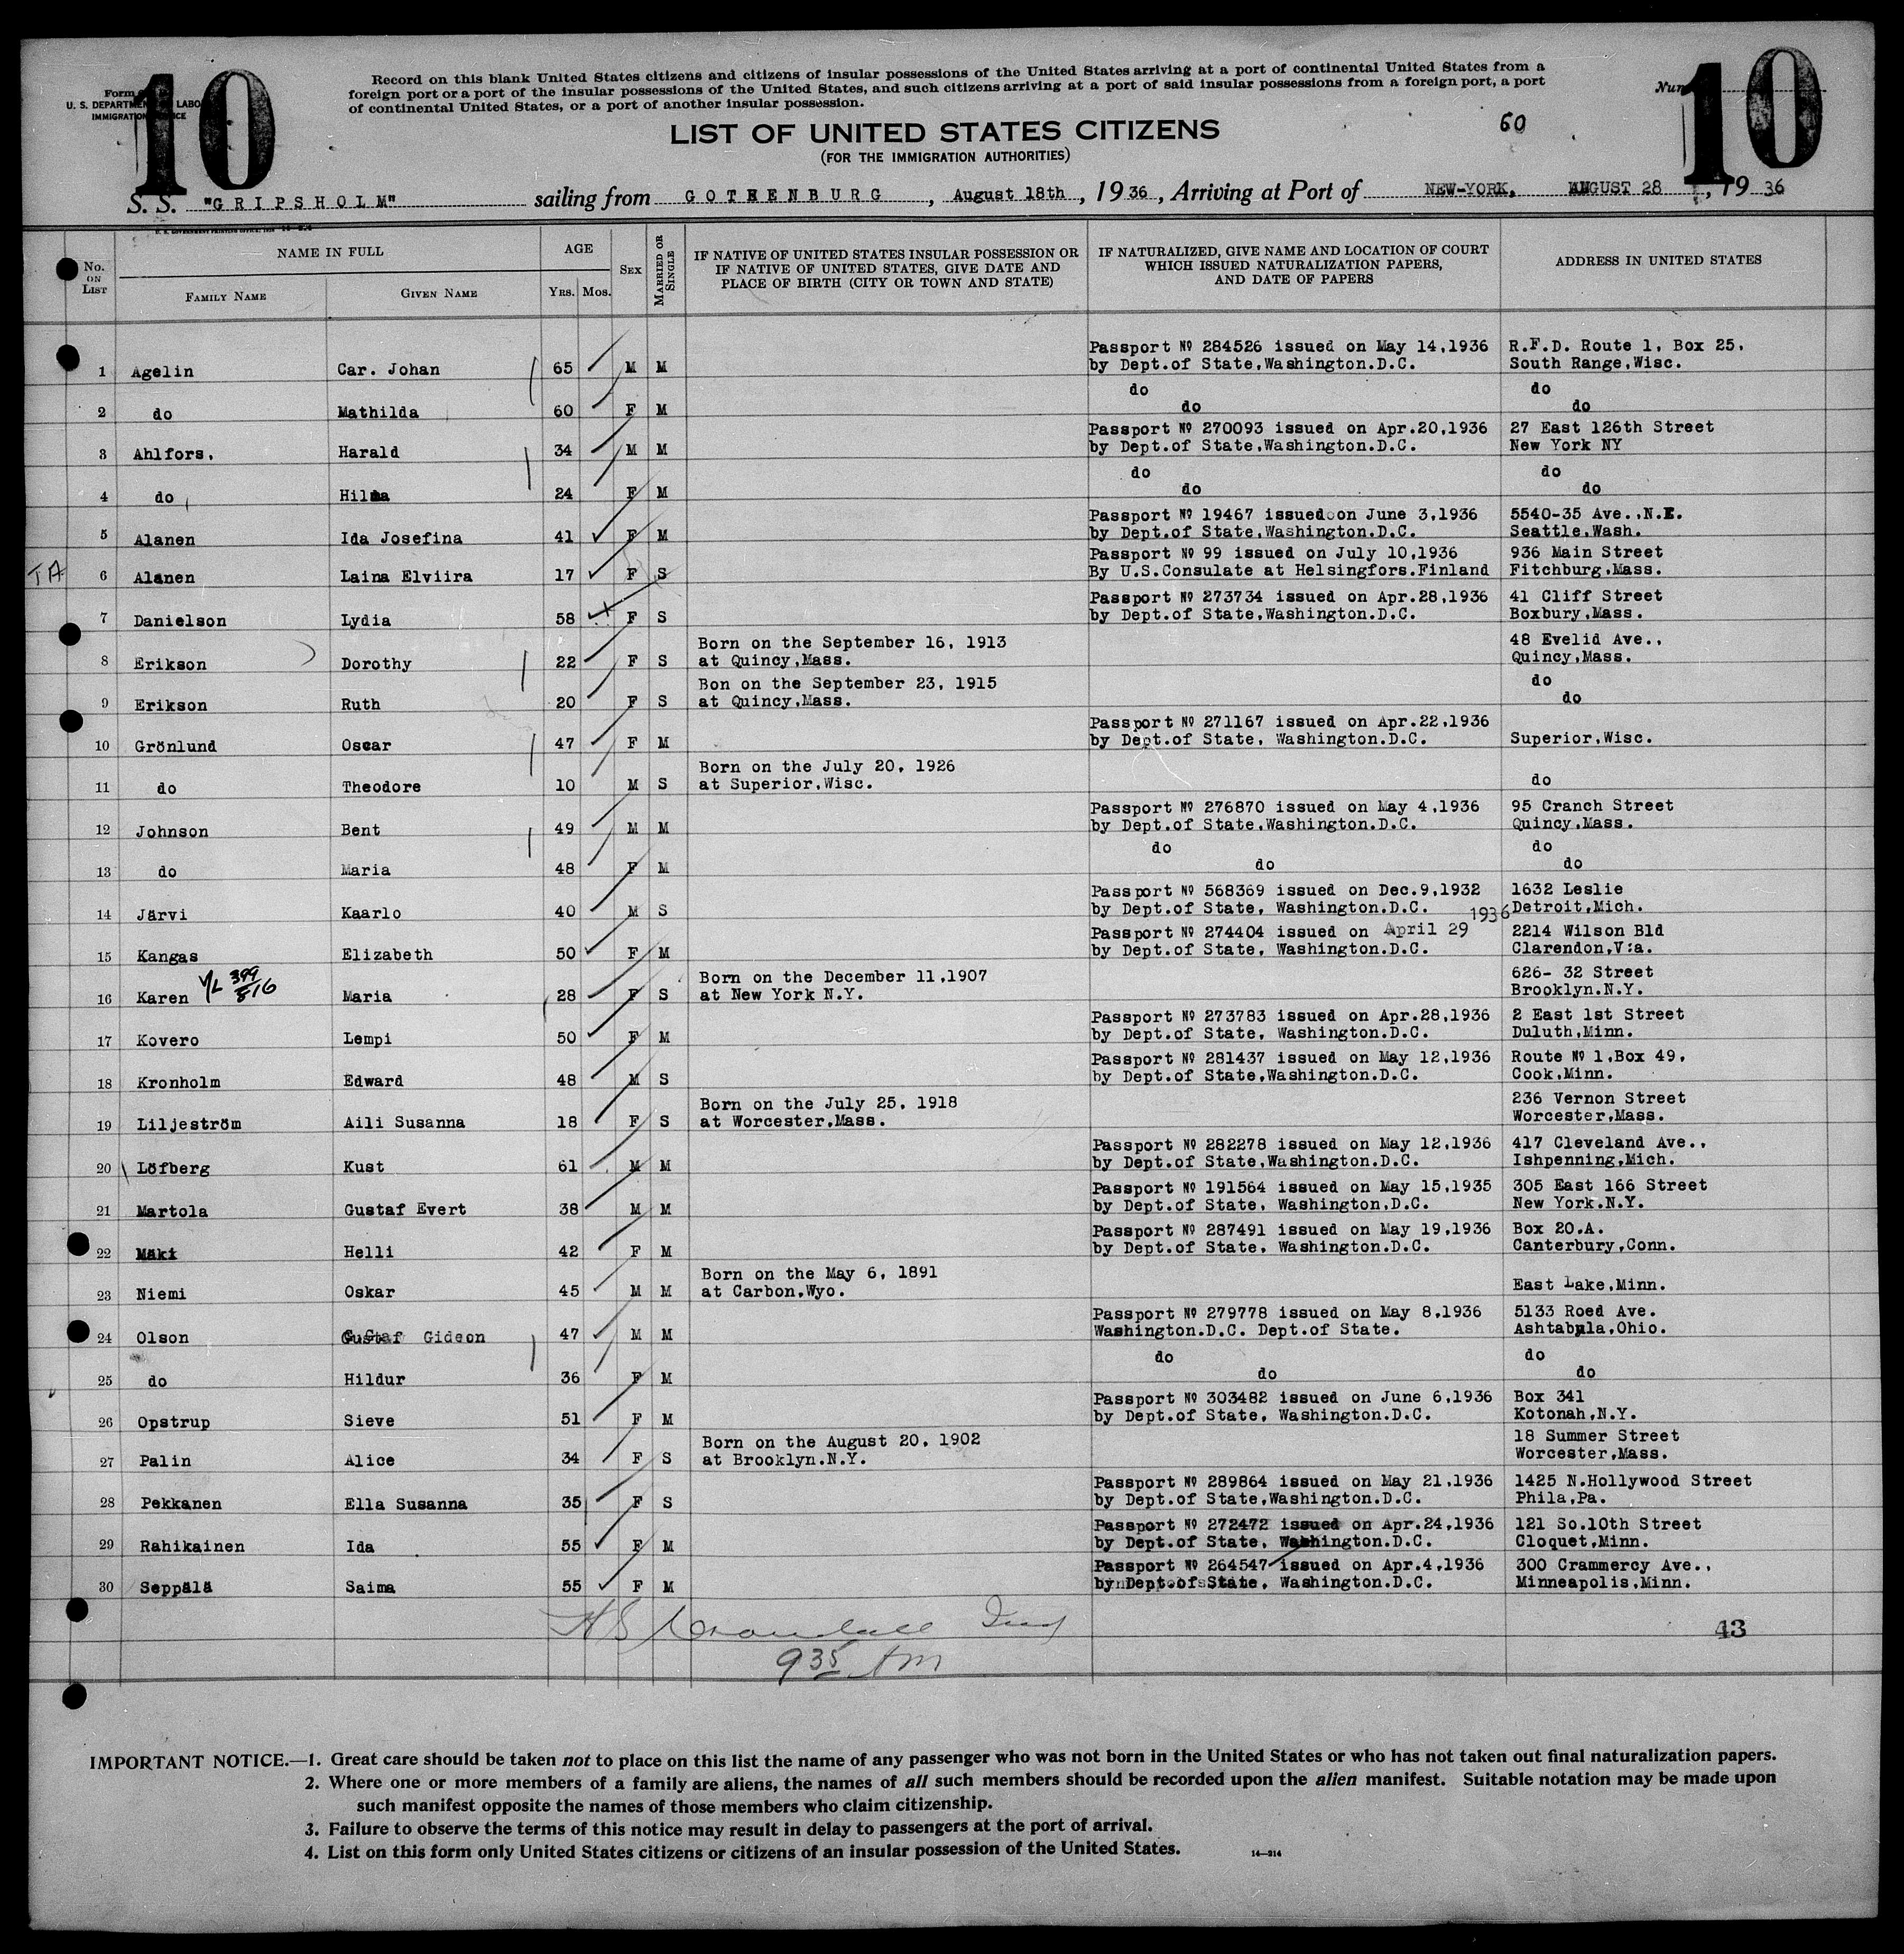 10
10
Form
U. S. DEPARTMENT OF LABOR
IMMIGRATION SERVICE
Record on this blank United States citizens and citizens of insular possessions of the United States arriving at a port of continental United States from a
foreign port or a port of the insular possessions of the United States, and such citizens arriving at a port of said insular possessions from a foreign port, a port
of continental United States, or a port of another insular possession.
LIST OF UNITED STATES CITIZENS
60
(FOR THE IMMIGRATION AUTHORITIES)
S. S. "GRIPSHOLM" sailing from GOTHENBURG, August 18th, 1936, Arriving at Port of NEW-YORK, AUGUST 28, 1936
No. ON LIST
NAME IN FULL
FAMILY NAME
GIVEN NAME
AGE
YRS. MOS.
SEX
MARRIED OR SINGLE
IF NATIVE OF UNITED STATES INSULAR POSSESSION OR
IF NATIVE OF UNITED STATES, GIVE DATE AND
PLACE OF BIRTH (CITY OR TOWN AND STATE)
IF NATURALIZED, GIVE NAME AND LOCATION OF COURT
WHICH ISSUED NATURALIZATION PAPERS,
AND DATE OF PAPERS
ADDRESS IN UNITED STATES
Passport № 284526 issued on May 14,1936 R.F.D. Route 1, Box 25,
1 Agelin Car. Johan 65 M M by Dept.of State,Washington.D.C. South Range,Wisc.
do do
2 do Mathilda 60 F M do do
Passport № 270093 issued on Apr.20,1936 27 East 126th Street
3 Ahlfors, Harald 34 M M by Dept.of State,Washington.D.C. New York NY
do do
4 do Hilma 24 F M do do
Passport № 19467 issued on June 3,1936 5540-35 Ave.,N.E.
5 Alanen Ida Josefina 41 F M by Dept.of State,Washington.D.C. Seattle,Wash.
Passport № 99 issued on July 10,1936 936 Main Street
TA 6 Alanen Laina Elviira 17 F S By U.S.Consulate at Helsingfors.Finland Fitchburg,Mass.
Passport № 273734 issued on Apr.28,1936 41 Cliff Street
7 Danielson Lydia 58 F S by Dept.of State,Washington.D.C. Boxbury,Mass.
Born on the September 16, 1913 48 Evelid Ave.,
8 Erikson Dorothy 22 F S at Quincy,Mass. Quincy,Mass.
Bon on the September 23, 1915 do
9 Erikson Ruth 20 F S at Quincy,Mass. do
Passport № 271167 issued on Apr.22,1936
10 Grönlund Oscar 47 F M by Dept.of State, Washington.D.C. Superior,Wisc.
Born on the July 20, 1926
11 do Theodore 10 M S at Superior,Wisc. do
Passport № 276870 issued on May 4,1936 95 Cranch Street
12 Johnson Bent 49 M M by Dept.of State,Washington.D.C. Quincy,Mass.
do do
13 do Maria 48 F M do do
Passport № 568369 issued on Dec.9,1932 1632 Leslie
14 Järvi Kaarlo 40 M S by Dept.of State, Washington.D.C. Detroit,Mich.
Passport № 274404 issued on April 29 1936 2214 Wilson Bld
15 Kangas Elizabeth 50 F M by Dept.of State, Washington.D.C. Clarendon,V:a.
V/L 399/816
Born on the December 11,1907 626- 32 Street
16 Karen Maria 28 F S at New York N.Y. Brooklyn.N.Y.
Passport № 273783 issued on Apr.28,1936 2 East 1st Street
17 Kovero Lempi 50 F M by Dept.of State, Washington.D.C. Duluth,Minn.
Passport № 281437 issued on May 12,1936 Route № 1,Box 49,
18 Kronholm Edward 48 M S by Dept.of State,Washington.D.C. Cook,Minn.
Born on the July 25, 1918 236 Vernon Street
19 Liljeström Aili Susanna 18 F S at Worcester,Mass. Worcester,Mass.
Passport № 282278 issued on May 12,1936 417 Cleveland Ave.,
20 Löfberg Kust 61 M M by Dept.of State,Washington.D.C. Ishpenning,Mich.
Passport № 191564 issued on May 15,1935 305 East 166 Street
21 Martola Gustaf Evert 38 M M by Dept.of State, Washington,D.C. New York.N.Y.
Passport № 287491 issued on May 19,1936 Box 20.A.
22 Mäki Helli 42 F M by Dept.of State, Washington.D.C. Canterbury,Conn.
Born on the May 6, 1891
23 Niemi Oskar 45 M M at Carbon,Wyo. East Lake,Minn.
Passport № 279778 issued on May 8,1936 5133 Roed Ave.
24 Olson Gustaf Gideon 47 M M Washington.D.C. Dept.of State. Ashtabula,Ohio.
do do
25 do Hildur 36 F M do do
Passport № 303482 issued on June 6,1936 Box 341
26 Opstrup Sieve 51 F M by Dept.of State, Washington.D.C. Kotonah,N.Y.
Born on the August 20, 1902 18 Summer Street
27 Palin Alice 34 F S at Brooklyn.N.Y. Worcester,Mass.
Passport № 289864 issued on May 21,1936 1425 N.Hollywood Street
28 Pekkanen Ella Susanna 35 F S by Dept.of State,Washington.D.C. Phila,Pa.
Passport № 272472 issued on Apr.24,1936 121 So.10th Street
29 Rahikainen Ida 55 F M by Dept.of State, Washington.D.C. Cloquet,Minn.
Passport № 264547 issued on Apr.4,1936 300 Crammercy Ave.,
30 Seppälä Saima 55 F M by Dept.of State, Washington.D.C. Minneapolis,Minn.
43
9 35 AM
IMPORTANT NOTICE.—1. Great care should be taken not to place on this list the name of any passenger who was not born in the United States or who has not taken out final naturalization papers.
2. Where one or more members of a family are aliens, the names of all such members should be recorded upon the alien manifest. Suitable notation may be made upon
such manifest opposite the names of those members who claim citizenship.
3. Failure to observe the terms of this notice may result in delay to passengers at the port of arrival.
4. List on this form only United States citizens or citizens of an insular possession of the United States.
14—314